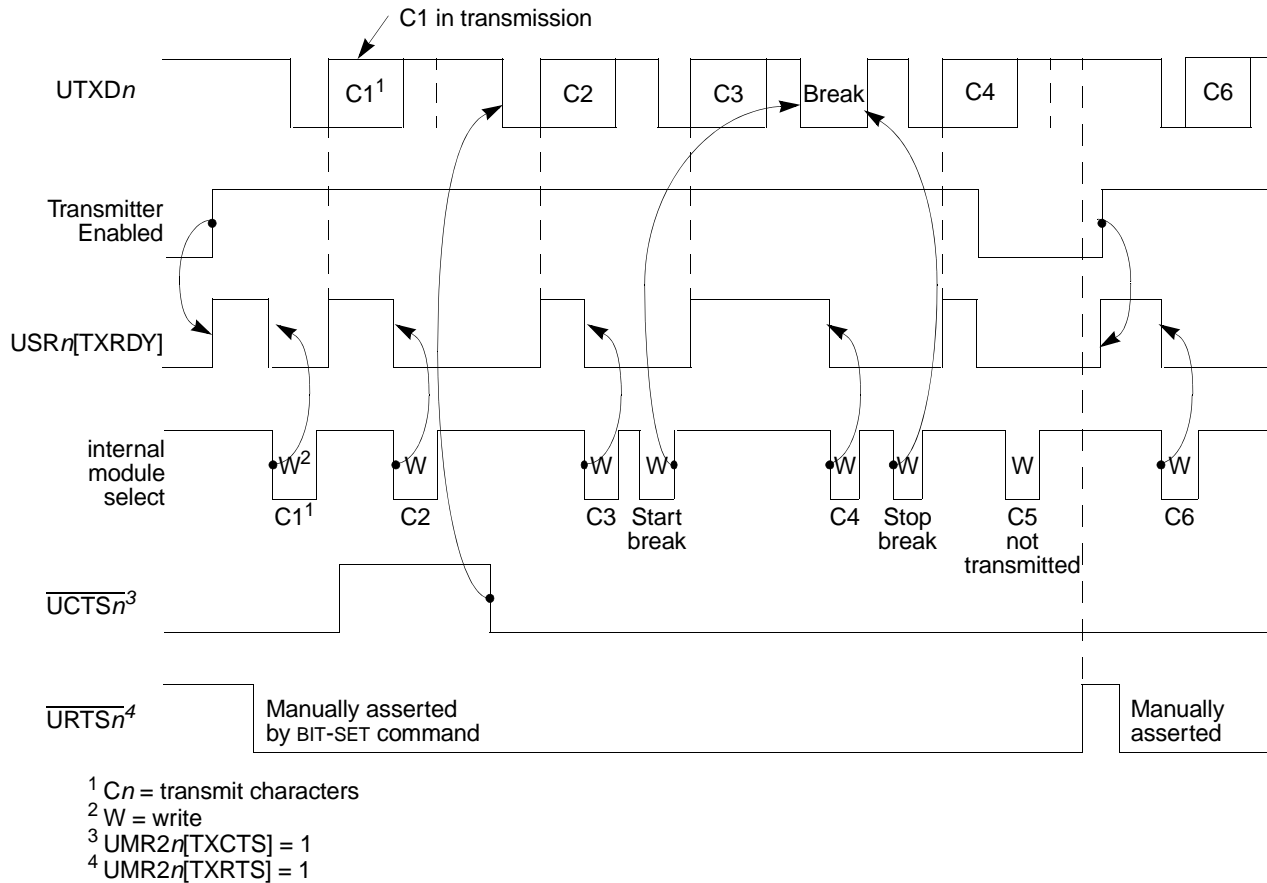 C1 in transmission
UTXDn
C1¹
C2
C3
Break
C4
C6
Transmitter
Enabled
USRn[TXRDY]
internal
module
select
W²
W
W
W
W
W
W
W
C1¹
C2
C3
Start
break
C4
Stop
break
C5
not
transmitted
C6
UCTSn³
URTSn⁴
Manually asserted
by BIT-SET command
Manually
asserted
¹ Cn = transmit characters
² W = write
³ UMR2n[TXCTS] = 1
⁴ UMR2n[TXRTS] = 1